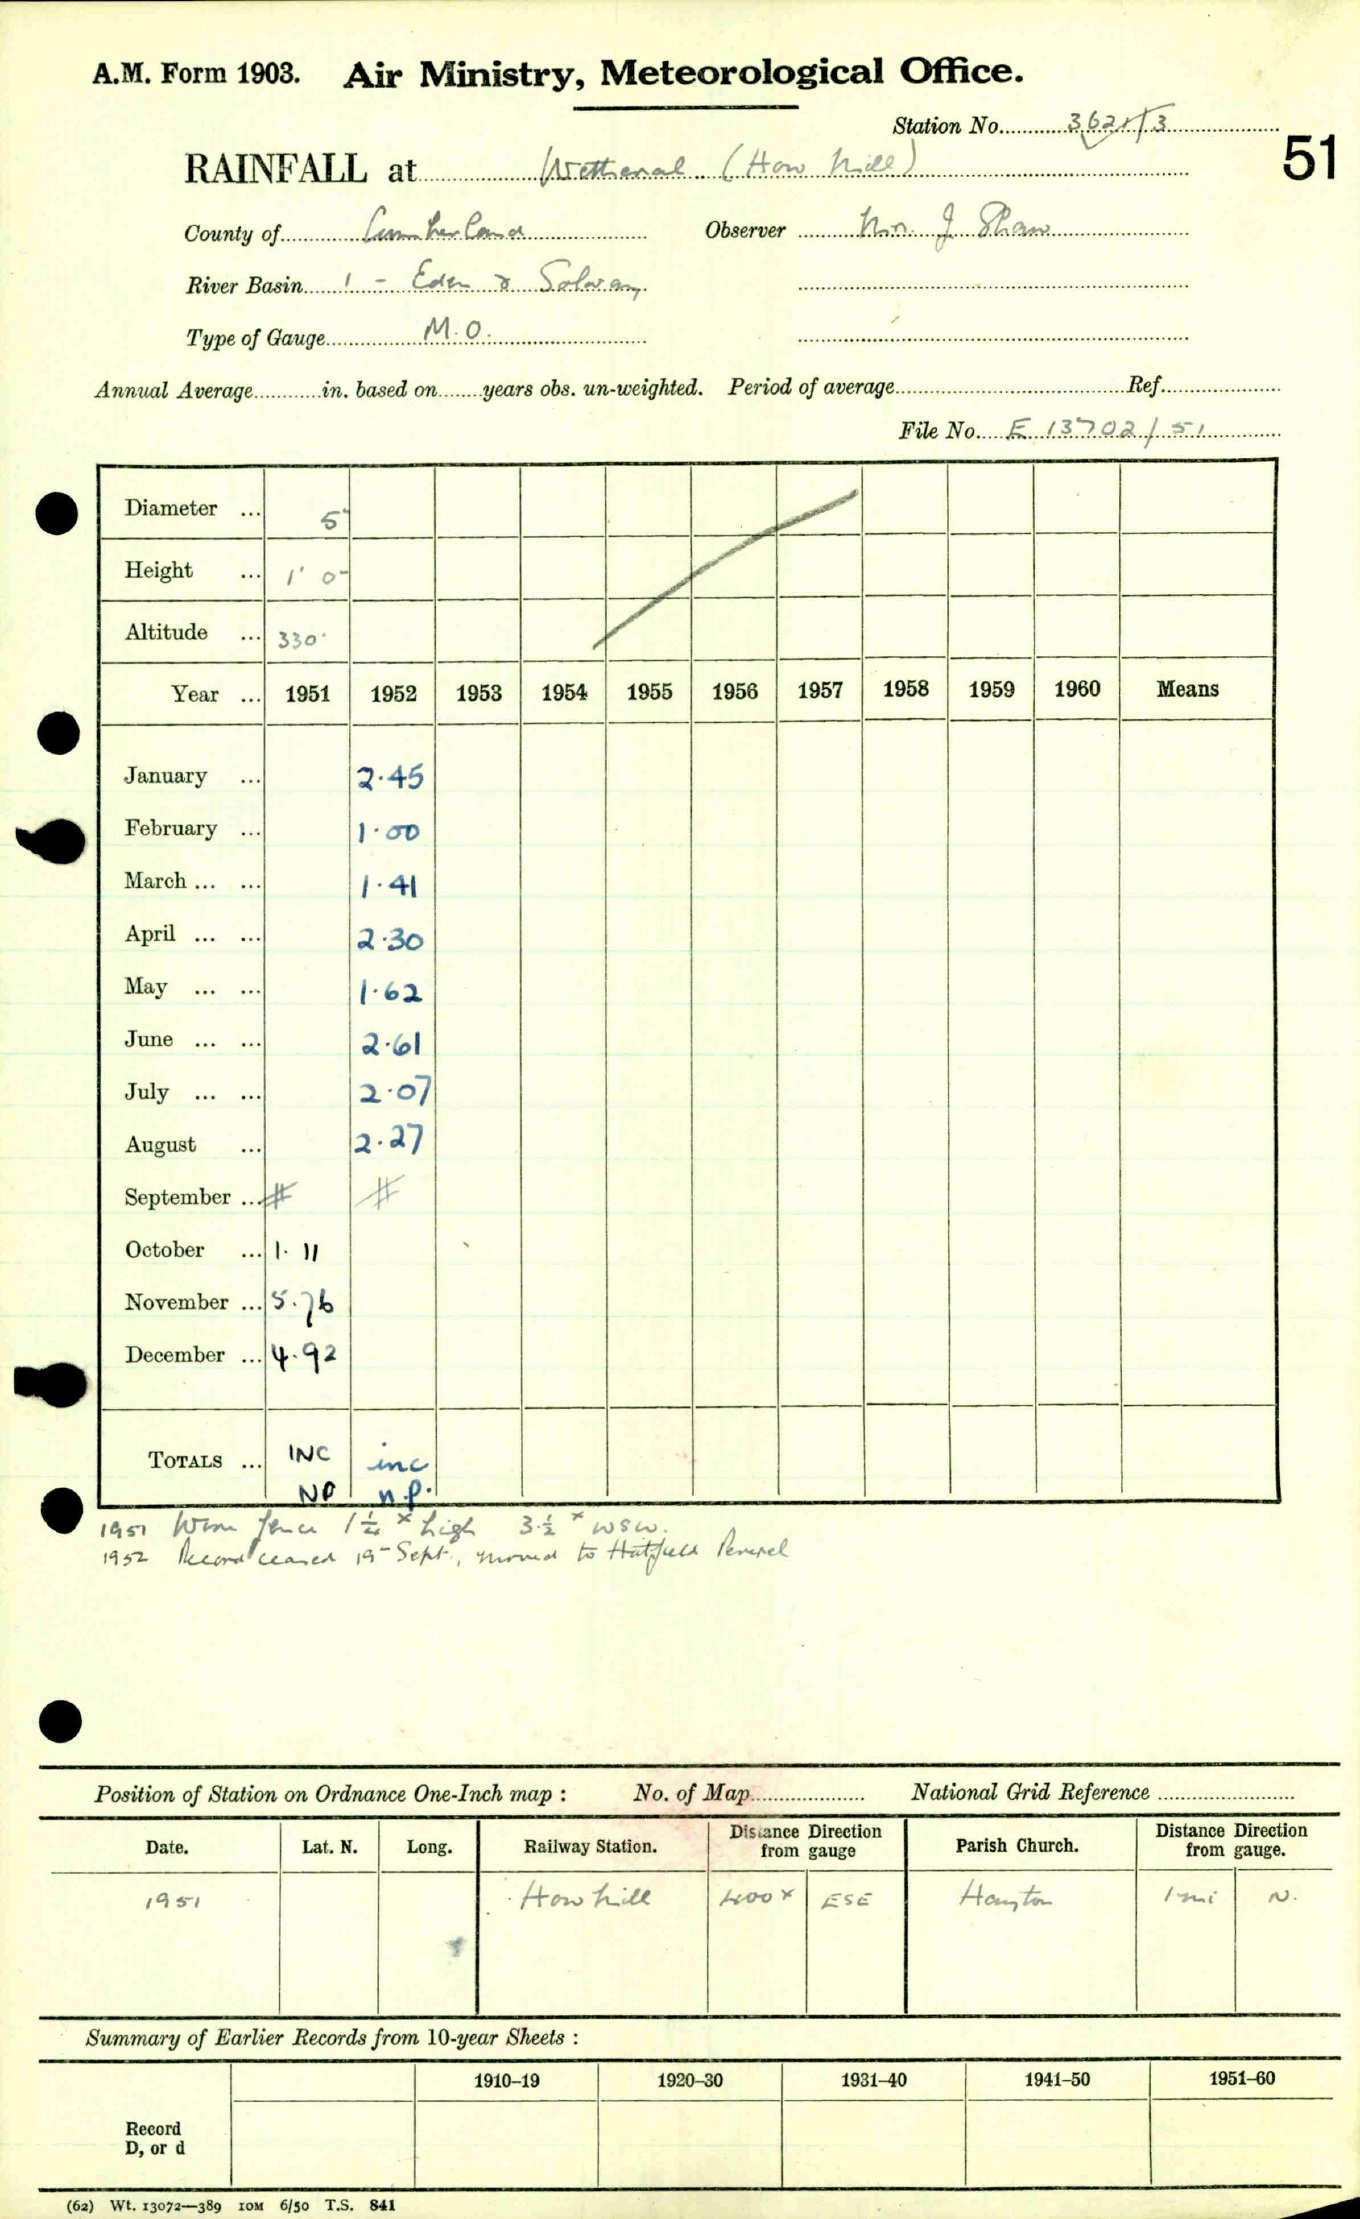 A.M. Form 1903. Air Ministry, Meteorological Office.
Station No. 3621/3
51
RAINFALL at Wetheral (How Mill)
County of Cumberland Observer Mr. J Shaw
River Basin 1 - Eden & Solway
Type of Gauge M.O.
Annual Average in. based on years obs. un-weighted. Period of average Ref.
File No. E 13702/51
Diameter ... 5"
Height ... 1' 0"
Altitude ... 330'
Year ... 1951 1952 1953 1954 1955 1956 1957 1958 1959 1960 Means
January ... 2.45
February ... 1.00
March ... ... 1.41
April ... ... 2.30
May ... ... 1.62
June ... ... 2.61
July ... ... 2.07
August ... 2.27
September ... # #
October ... 1.11
November ... 5.76
December ... 4.92
TOTALS ... INC inc
NP n.p.
1951 Wire fence 1¼ x high 3½ x WSW.
1952 Record ceased 19 Sept., moved to Hatfield Peverel
Position of Station on Ordnance One-Inch map : No. of Map National Grid Reference
Date. Lat. N. Long. Railway Station. Distance Direction from gauge Parish Church. Distance Direction from gauge.
1951 How Mill 400 x ESE Hayton 1 mi N.
Summary of Earlier Records from 10-year Sheets :
1910–19 1920–30 1931–40 1941–50 1951–60
Record
D, or d
(62) Wt. 13072—389 10M 6/50 T.S. 841